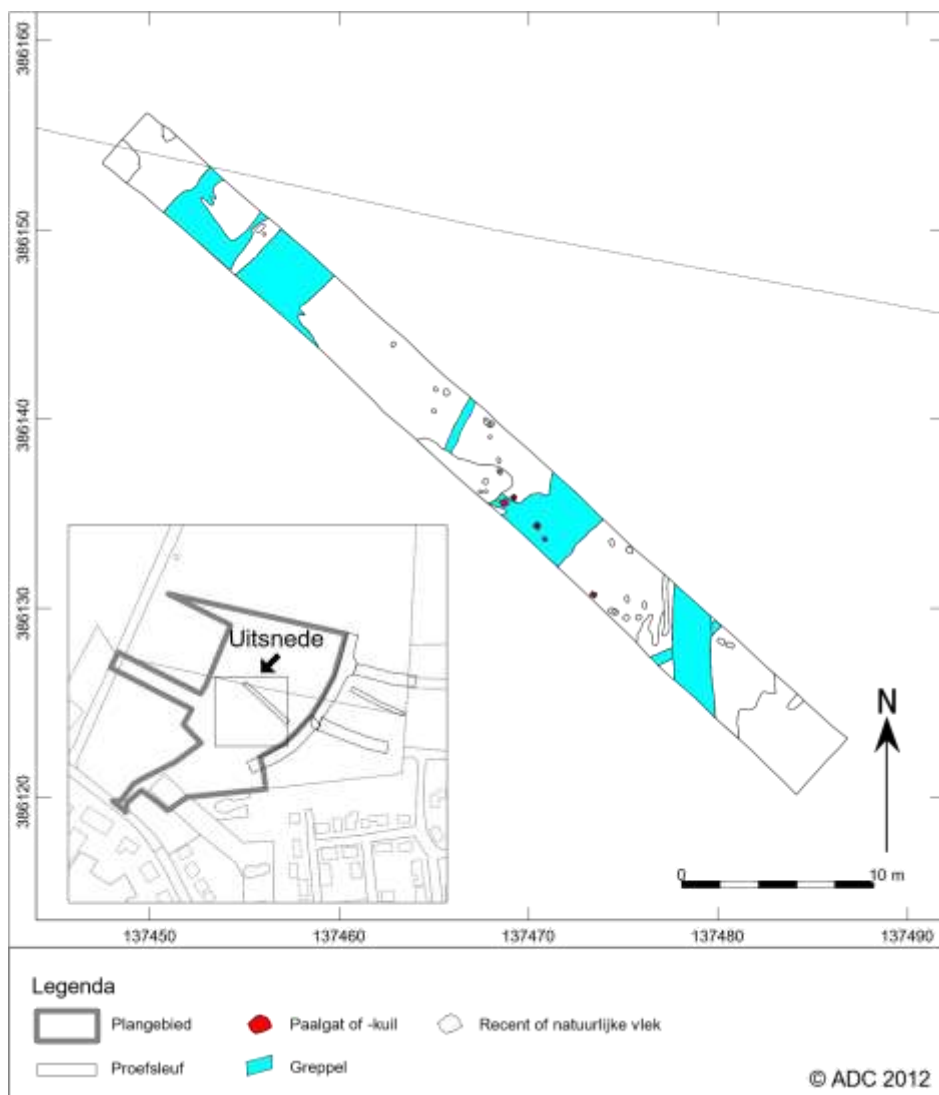 386160
386150
386140
386130
386120
Uitsnede
N
0 10 m
137450 137460 137470 137480 137490
Legenda
Plangebied Paalgat of -kuil Recent of natuurlijke vlek
Proefsleuf Greppel
© ADC 2012